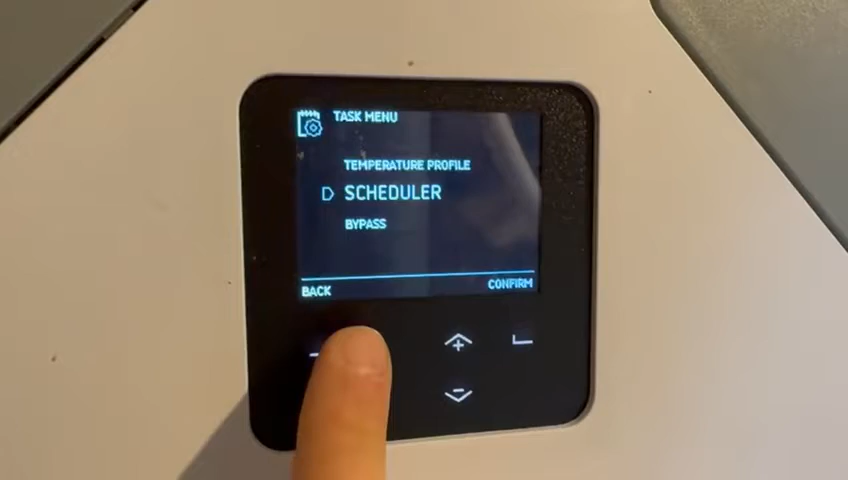 TASK MENU
TEMPERATURE PROFILE
SCHEDULER
BYPASS
BACK
CONFIRM